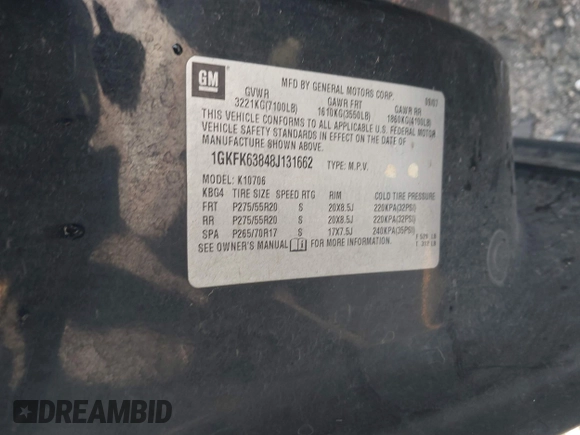 GM
MFD BY GENERAL MOTORS CORP. 09/07
GVWR GAWR FRT GAWR RR
3221KG(7100LB) 1610KG(3550LB) 1860KG(4100LB)
THIS VEHICLE CONFORMS TO ALL APPLICABLE U.S. FEDERAL MOTOR
VEHICLE SAFETY STANDARDS IN EFFECT ON THE DATE OF
MANUFACTURE SHOWN ABOVE.
1GKFK63848J131662 TYPE: M.P.V.
MODEL: K10706
KBG4 TIRE SIZE SPEED RTG RIM COLD TIRE PRESSURE
FRT P275/55R20 S 20X8.5J 220KPA(32PSI)
RR P275/55R20 S 20X8.5J 220KPA(32PSI)
SPA P265/70R17 S 17X7.5J 240KPA(35PSI)
SEE OWNER'S MANUAL FOR MORE INFORMATION.
DREAMBID